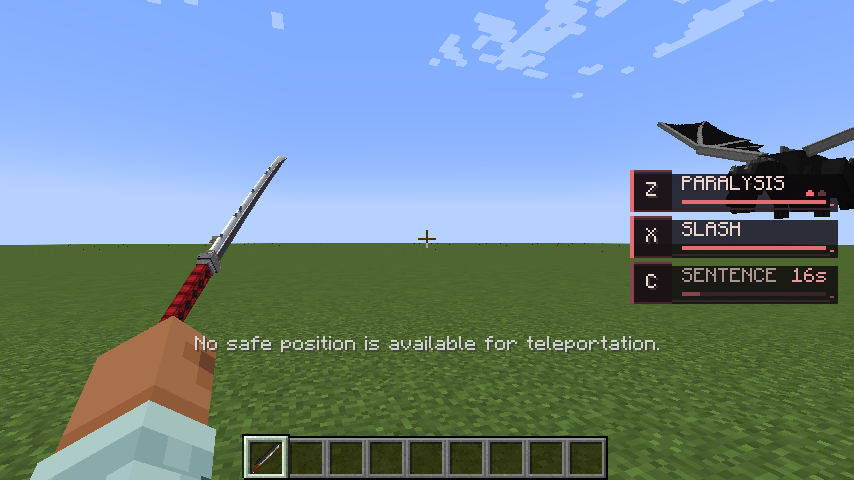 Z PARALYSIS
X SLASH
C SENTENCE 16s
No safe position is available for teleportation.